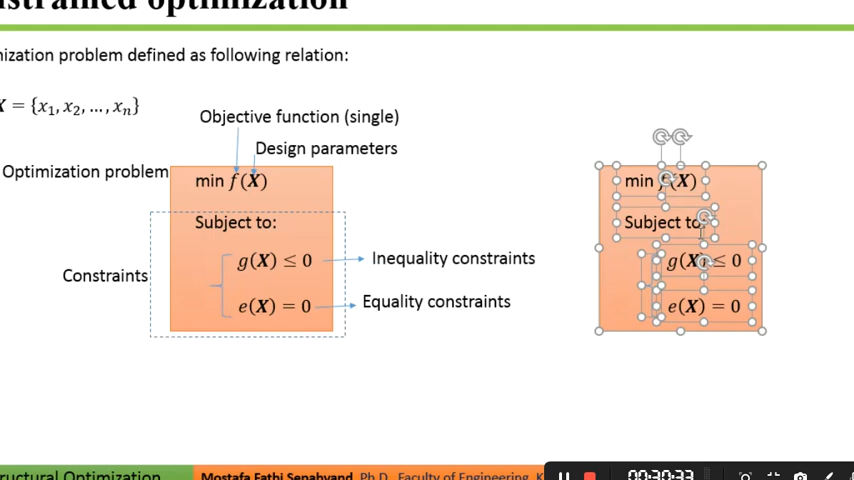 strained optimization
nization problem defined as following relation:
X = {x₁, x₂, ..., xₙ}
Objective function (single)
Design parameters
Optimization problem
min f(X)
Subject to:
g(X) ≤ 0
Inequality constraints
Constraints
e(X) = 0
Equality constraints
min f(X)
Subject to:
g(X) ≤ 0
e(X) = 0
ructural Optimization
Mostafa Fathi Sepahvand, Ph.D., Faculty of Engineering, K
00:30:33